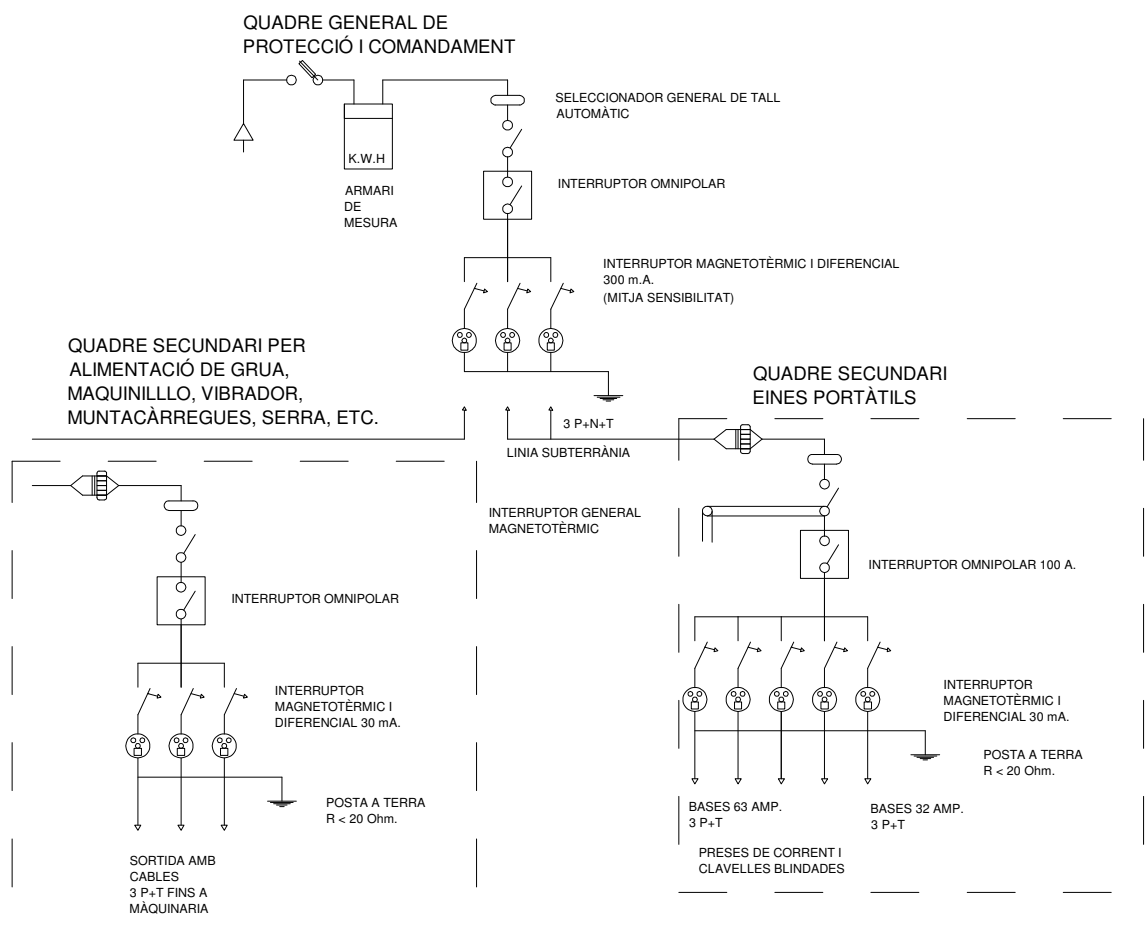 QUADRE GENERAL DE
PROTECCIÓ I COMANDAMENT
SELECCIONADOR GENERAL DE TALL
AUTOMÀTIC
K.W.H
ARMARI
DE
MESURA
INTERRUPTOR OMNIPOLAR
INTERRUPTOR MAGNETOTÈRMIC I DIFERENCIAL
300 m.A.
(MITJA SENSIBILITAT)
QUADRE SECUNDARI PER
ALIMENTACIÓ DE GRUA,
MAQUINILLLO, VIBRADOR,
MUNTACÀRREGUES, SERRA, ETC.
QUADRE SECUNDARI
EINES PORTÀTILS
3 P+N+T
LINIA SUBTERRÀNIA
INTERRUPTOR GENERAL
MAGNETOTÈRMIC
INTERRUPTOR OMNIPOLAR 100 A.
INTERRUPTOR OMNIPOLAR
INTERRUPTOR
MAGNETOTÈRMIC I
DIFERENCIAL 30 mA.
INTERRUPTOR
MAGNETOTÈRMIC I
DIFERENCIAL 30 mA.
POSTA A TERRA
R < 20 Ohm.
POSTA A TERRA
R < 20 Ohm.
BASES 63 AMP.
3 P+T
BASES 32 AMP.
3 P+T
PRESES DE CORRENT I
CLAVELLES BLINDADES
SORTIDA AMB
CABLES
3 P+T FINS A
MÀQUINARIA